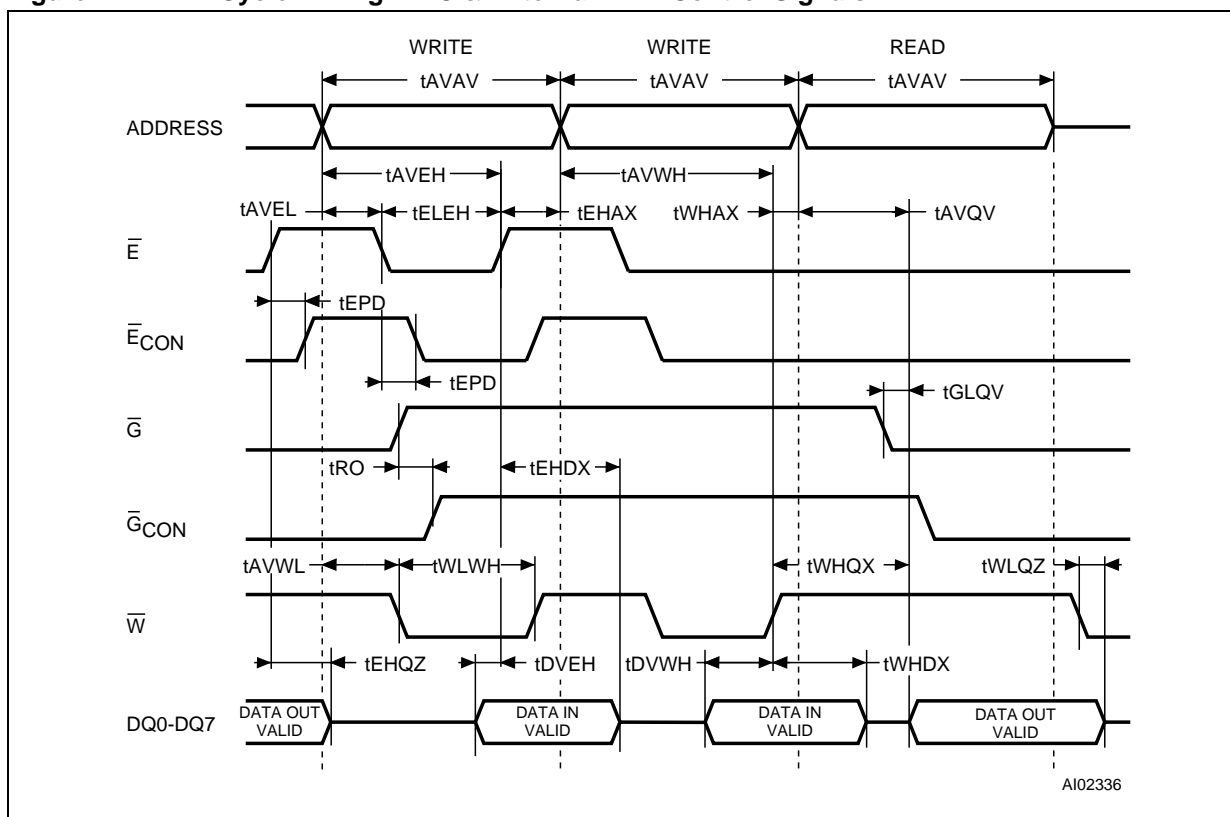 WRITE WRITE READ
tAVAV tAVAV tAVAV
ADDRESS
tAVEH tAVWH
tAVEL tELEH tEHAX tWHAX tAVQV
E
tEPD
ECON
tEPD
tGLQV
G
tRO tEHDX
GCON
tAVWL tWLWH tWHQX tWLQZ
W
tEHQZ tDVEH tDVWH tWHDX
DQ0-DQ7 DATA OUT VALID DATA IN VALID DATA IN VALID DATA OUT VALID
AI02336